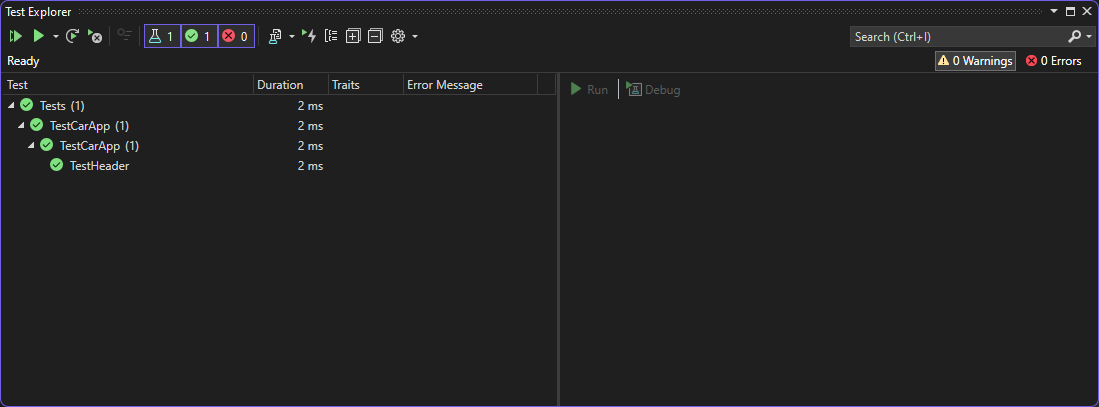 Test Explorer
1 1 0
Search (Ctrl+I)
Ready
0 Warnings 0 Errors
Test Duration Traits Error Message
Run Debug
Tests (1) 2 ms
TestCarApp (1) 2 ms
TestCarApp (1) 2 ms
TestHeader 2 ms